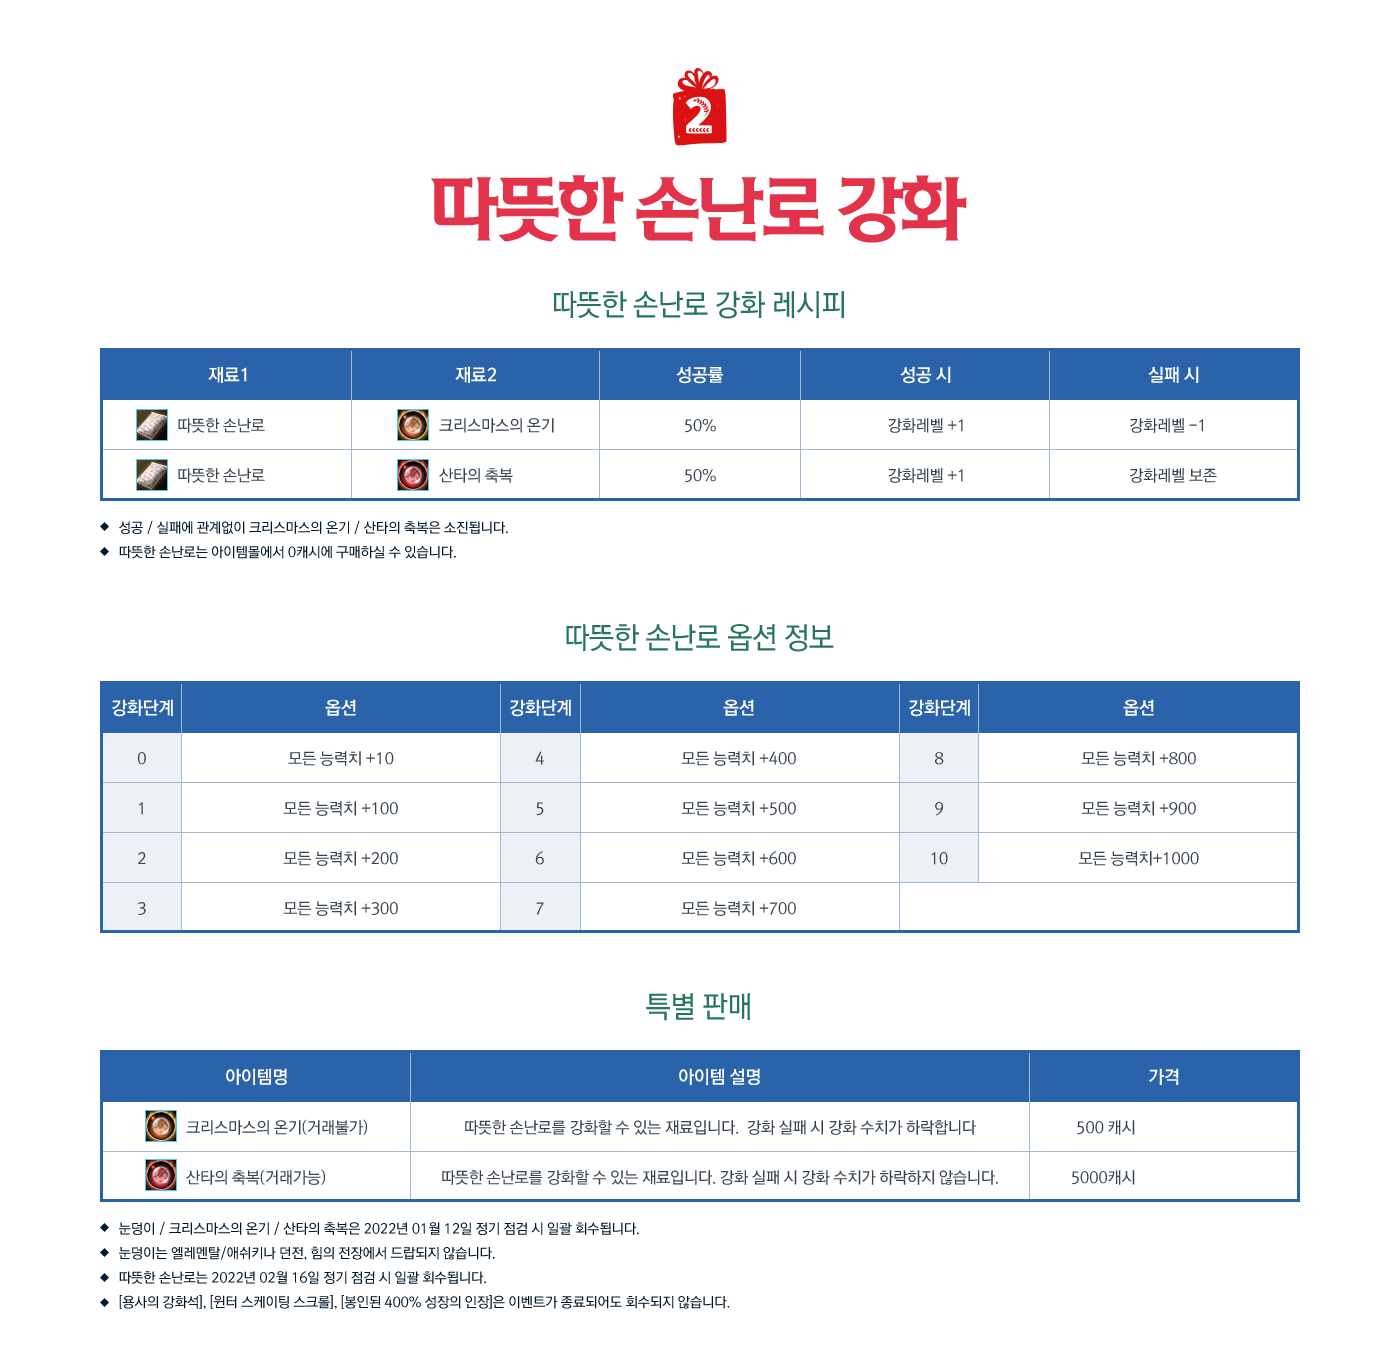 2
따뜻한 손난로 강화
따뜻한 손난로 강화 레시피
재료1 재료2 성공률 성공 시 실패 시
따뜻한 손난로 크리스마스의 온기 50% 강화레벨 +1 강화레벨 -1
따뜻한 손난로 산타의 축복 50% 강화레벨 +1 강화레벨 보존
◆ 성공 / 실패에 관계없이 크리스마스의 온기 / 산타의 축복은 소진됩니다.
◆ 따뜻한 손난로는 아이템몰에서 0캐시에 구매하실 수 있습니다.
따뜻한 손난로 옵션 정보
강화단계 옵션 강화단계 옵션 강화단계 옵션
0 모든 능력치 +10 4 모든 능력치 +400 8 모든 능력치 +800
1 모든 능력치 +100 5 모든 능력치 +500 9 모든 능력치 +900
2 모든 능력치 +200 6 모든 능력치 +600 10 모든 능력치+1000
3 모든 능력치 +300 7 모든 능력치 +700
특별 판매
아이템명 아이템 설명 가격
크리스마스의 온기(거래불가) 따뜻한 손난로를 강화할 수 있는 재료입니다. 강화 실패 시 강화 수치가 하락합니다 500 캐시
산타의 축복(거래가능) 따뜻한 손난로를 강화할 수 있는 재료입니다. 강화 실패 시 강화 수치가 하락하지 않습니다. 5000캐시
◆ 눈덩이 / 크리스마스의 온기 / 산타의 축복은 2022년 01월 12일 정기 점검 시 일괄 회수됩니다.
◆ 눈덩이는 엘레멘탈/애쉬키나 던전, 힘의 전장에서 드랍되지 않습니다.
◆ 따뜻한 손난로는 2022년 02월 16일 정기 점검 시 일괄 회수됩니다.
◆ [용사의 강화석], [윈터 스케이팅 스크롤], [봉인된 400% 성장의 인장]은 이벤트가 종료되어도 회수되지 않습니다.